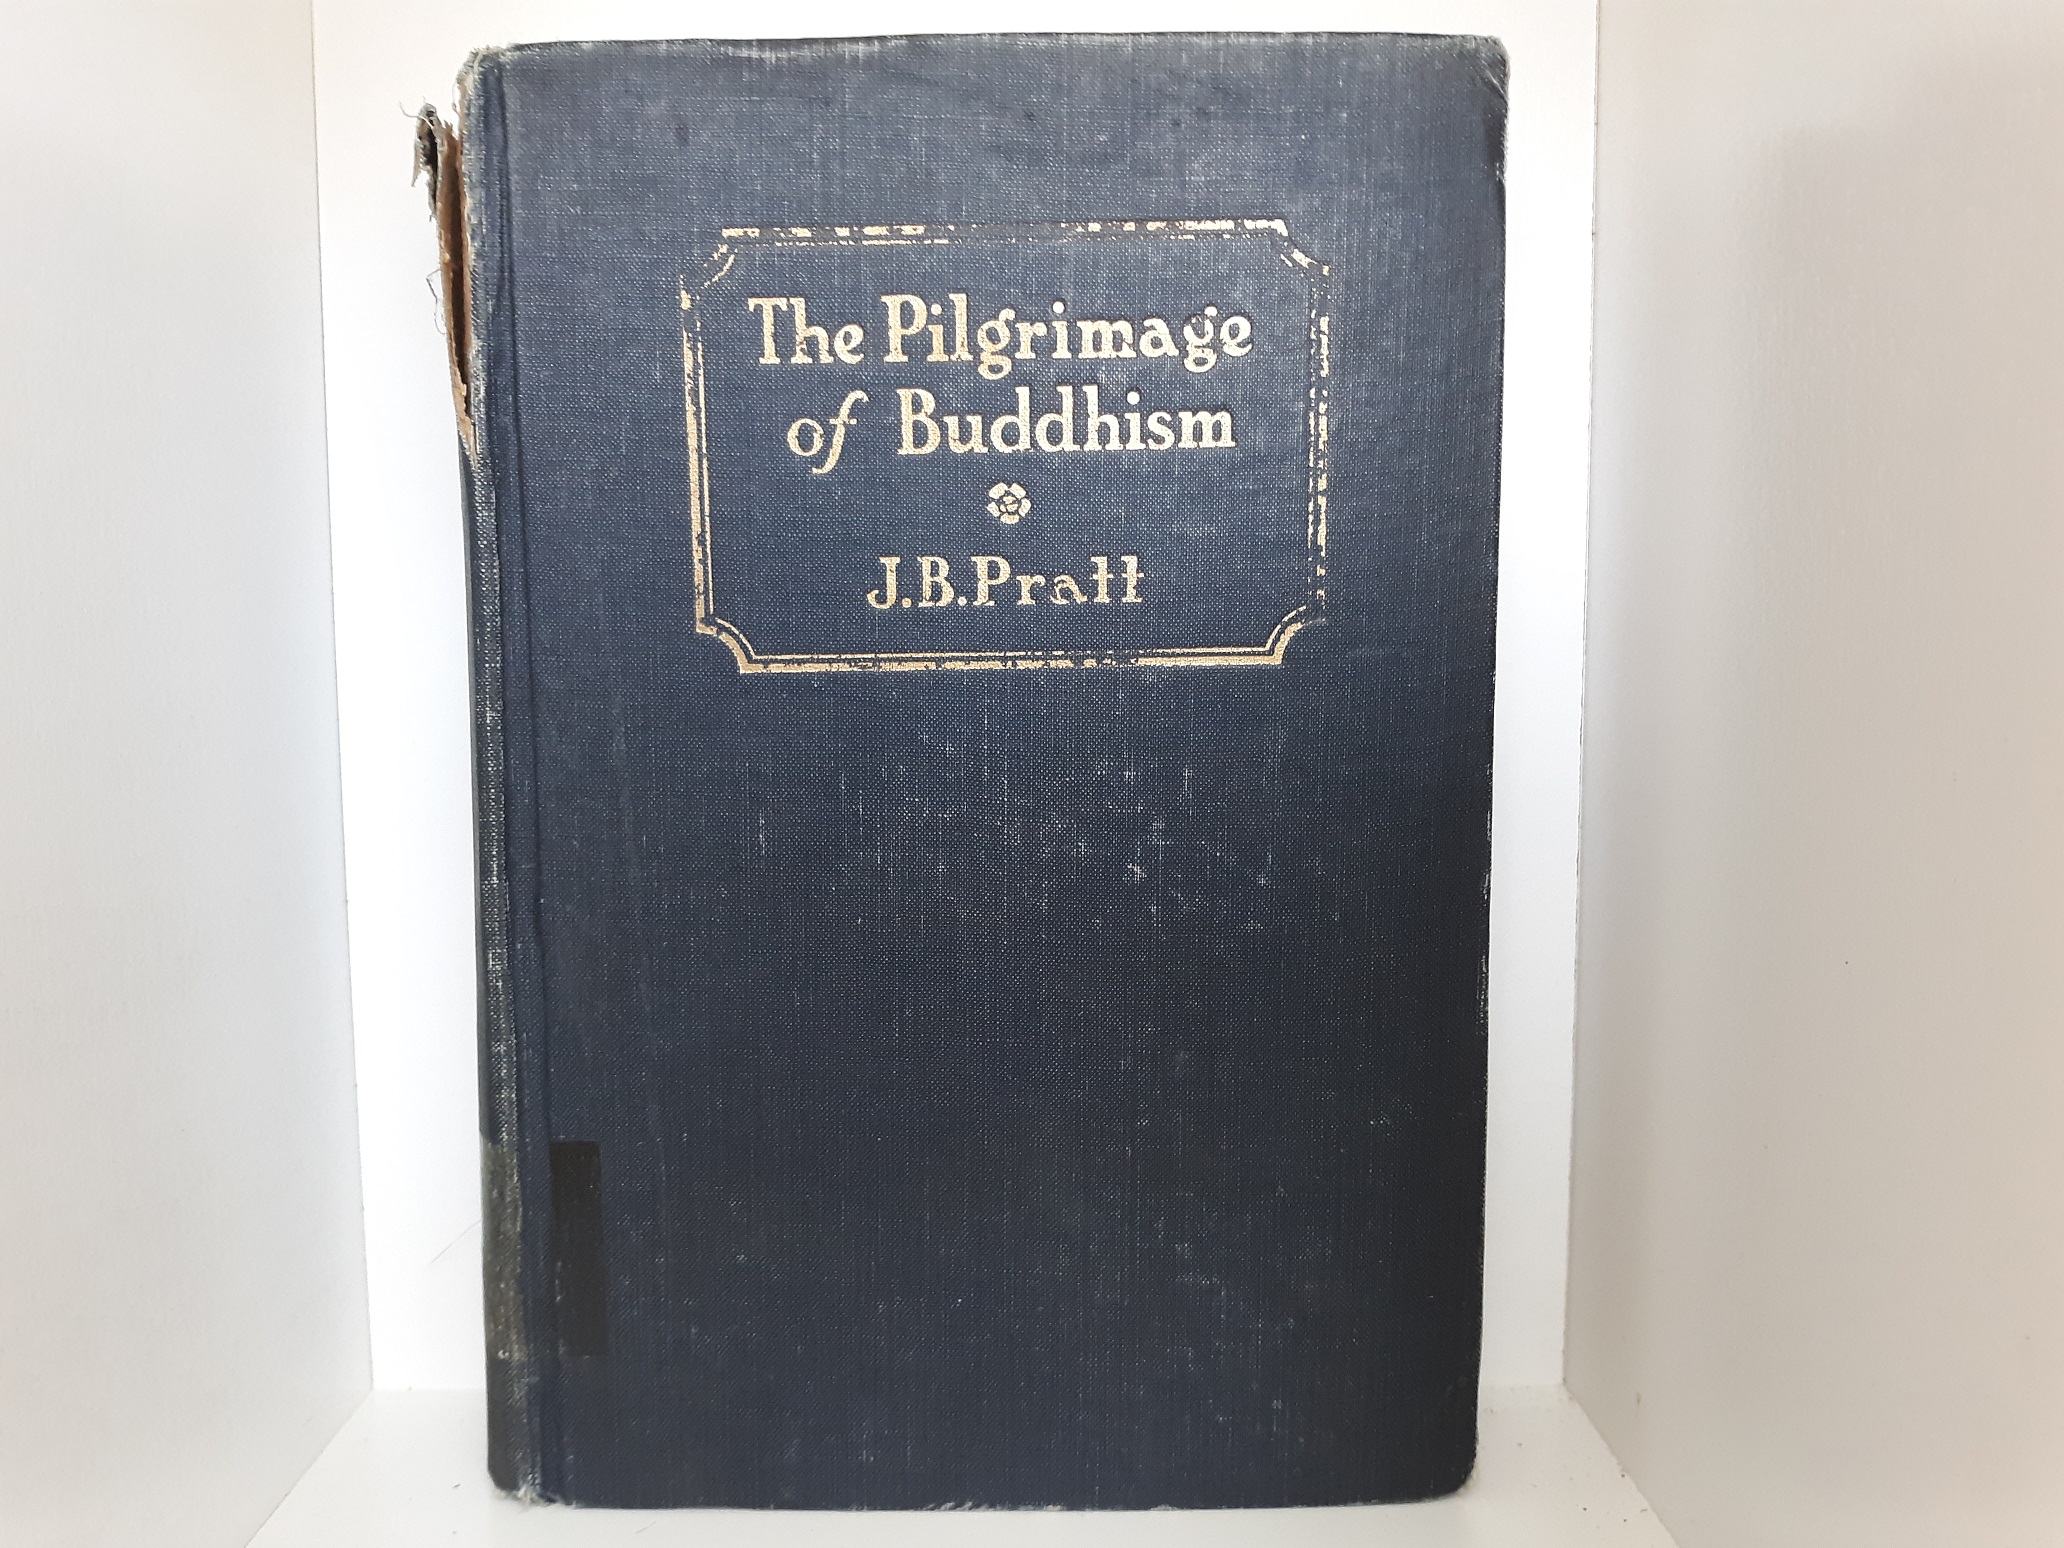 The Pilgrimage
of Buddhism
J.B.Pratt